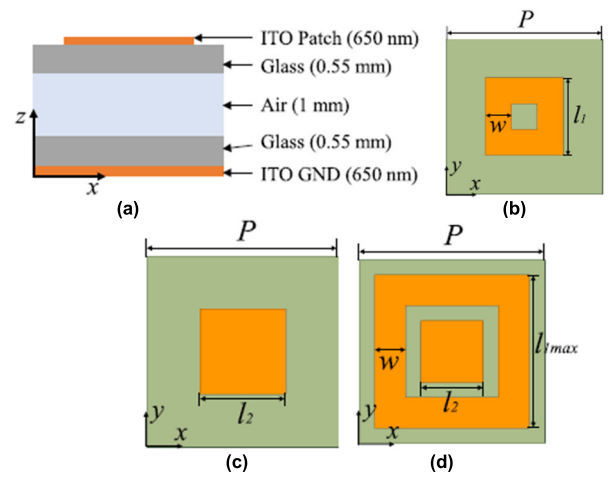 ITO Patch (650 nm)
Glass (0.55 mm)
Air (1 mm)
Glass (0.55 mm)
ITO GND (650 nm)
z
x
(a)
P
w
l1
y
x
(b)
P
l2
y
x
(c)
P
w
l2
l1max
y
x
(d)